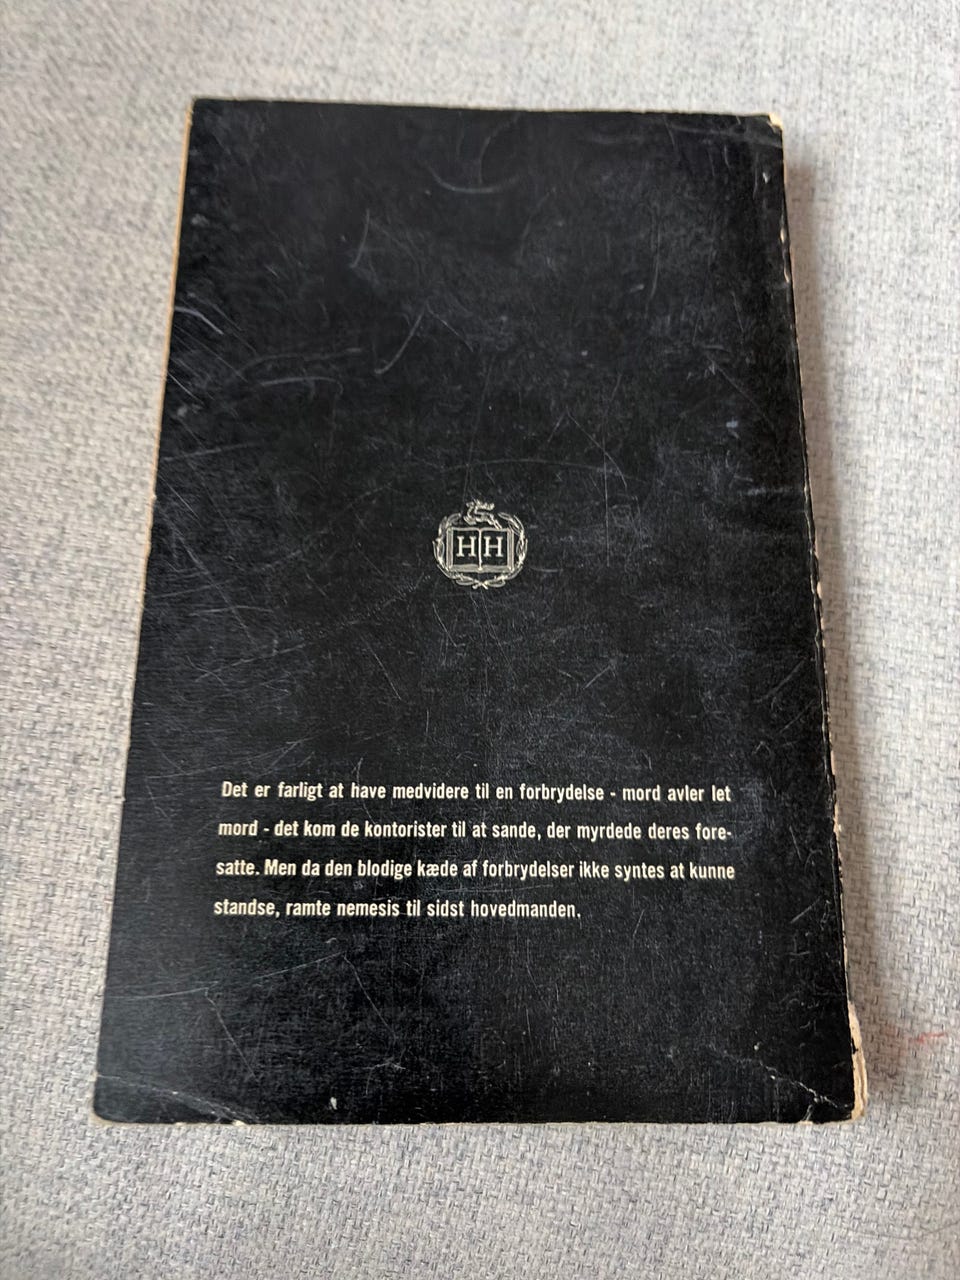 HH
Det er farligt at have medvidere til en forbrydelse - mord avler let
mord - det kom de kontorister til at sande, der myrdede deres fore-
satte. Men da den blodige kæde af forbrydelser ikke syntes at kunne
standse, ramte nemesis til sidst hovedmanden.